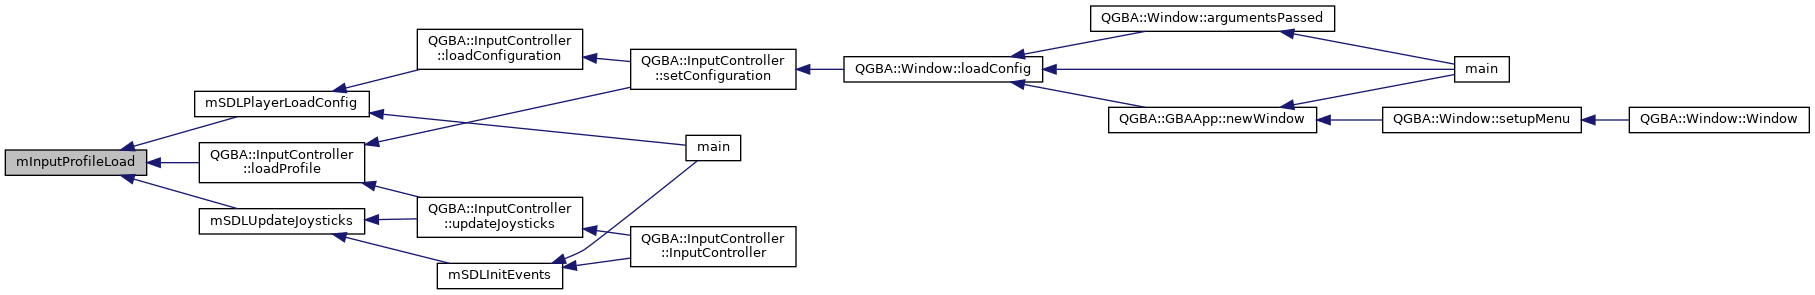 mInputProfileLoad
mSDLPlayerLoadConfig
QGBA::InputController
::loadProfile
mSDLUpdateJoysticks
QGBA::InputController
::loadConfiguration
QGBA::InputController
::updateJoysticks
mSDLInitEvents
QGBA::InputController
::setConfiguration
main
QGBA::InputController
::InputController
QGBA::Window::loadConfig
QGBA::Window::argumentsPassed
QGBA::GBAApp::newWindow
main
QGBA::Window::setupMenu
QGBA::Window::Window